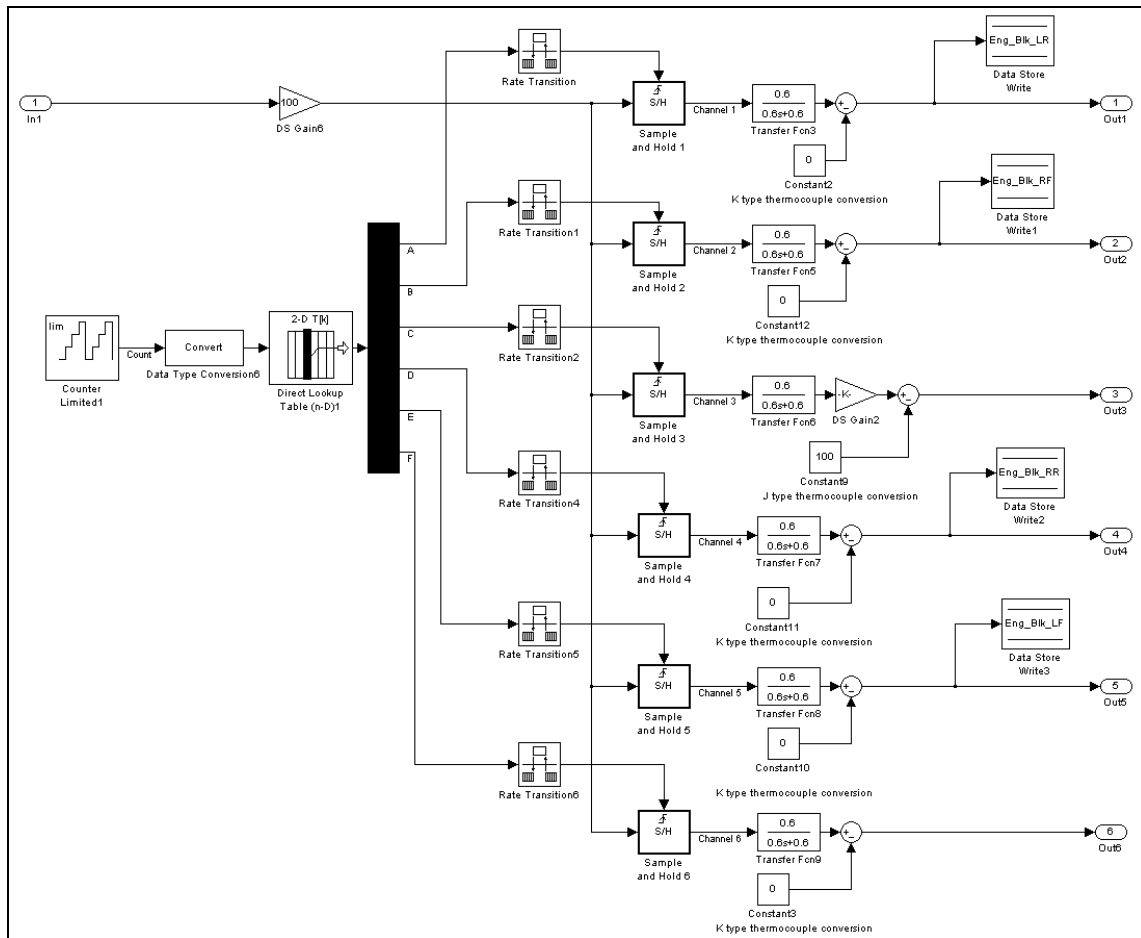 Eng_Blk_LR
Data Store
Write
Rate Transition
1
In1
100
DS Gain6
S/H
Sample
and Hold 1
Channel 1
0.6
0.6s+0.6
Transfer Fcn3
+
-
0
Constant2
K type thermocouple conversion
1
Out1
Eng_Blk_RF
Data Store
Write1
Rate Transition1
S/H
Sample
and Hold 2
Channel 2
0.6
0.6s+0.6
Transfer Fcn5
+
-
0
Constant12
K type thermocouple conversion
2
Out2
A
B
C
D
E
F
lim
Counter
Limited1
Count
Convert
Data Type Conversion6
2-D T[k]
Direct Lookup
Table (n-D)1
Rate Transition2
S/H
Sample
and Hold 3
Channel 3
0.6
0.6s+0.6
Transfer Fcn6
-K-
DS Gain2
+
-
100
Constant9
J type thermocouple conversion
3
Out3
Eng_Blk_RR
Data Store
Write2
Rate Transition4
S/H
Sample
and Hold 4
Channel 4
0.6
0.6s+0.6
Transfer Fcn7
+
-
0
Constant11
K type thermocouple conversion
4
Out4
Eng_Blk_LF
Data Store
Write3
Rate Transition5
S/H
Sample
and Hold 5
Channel 5
0.6
0.6s+0.6
Transfer Fcn8
+
-
0
Constant10
K type thermocouple conversion
5
Out5
Rate Transition6
S/H
Sample
and Hold 6
Channel 6
0.6
0.6s+0.6
Transfer Fcn9
+
-
0
Constant3
K type thermocouple conversion
6
Out6